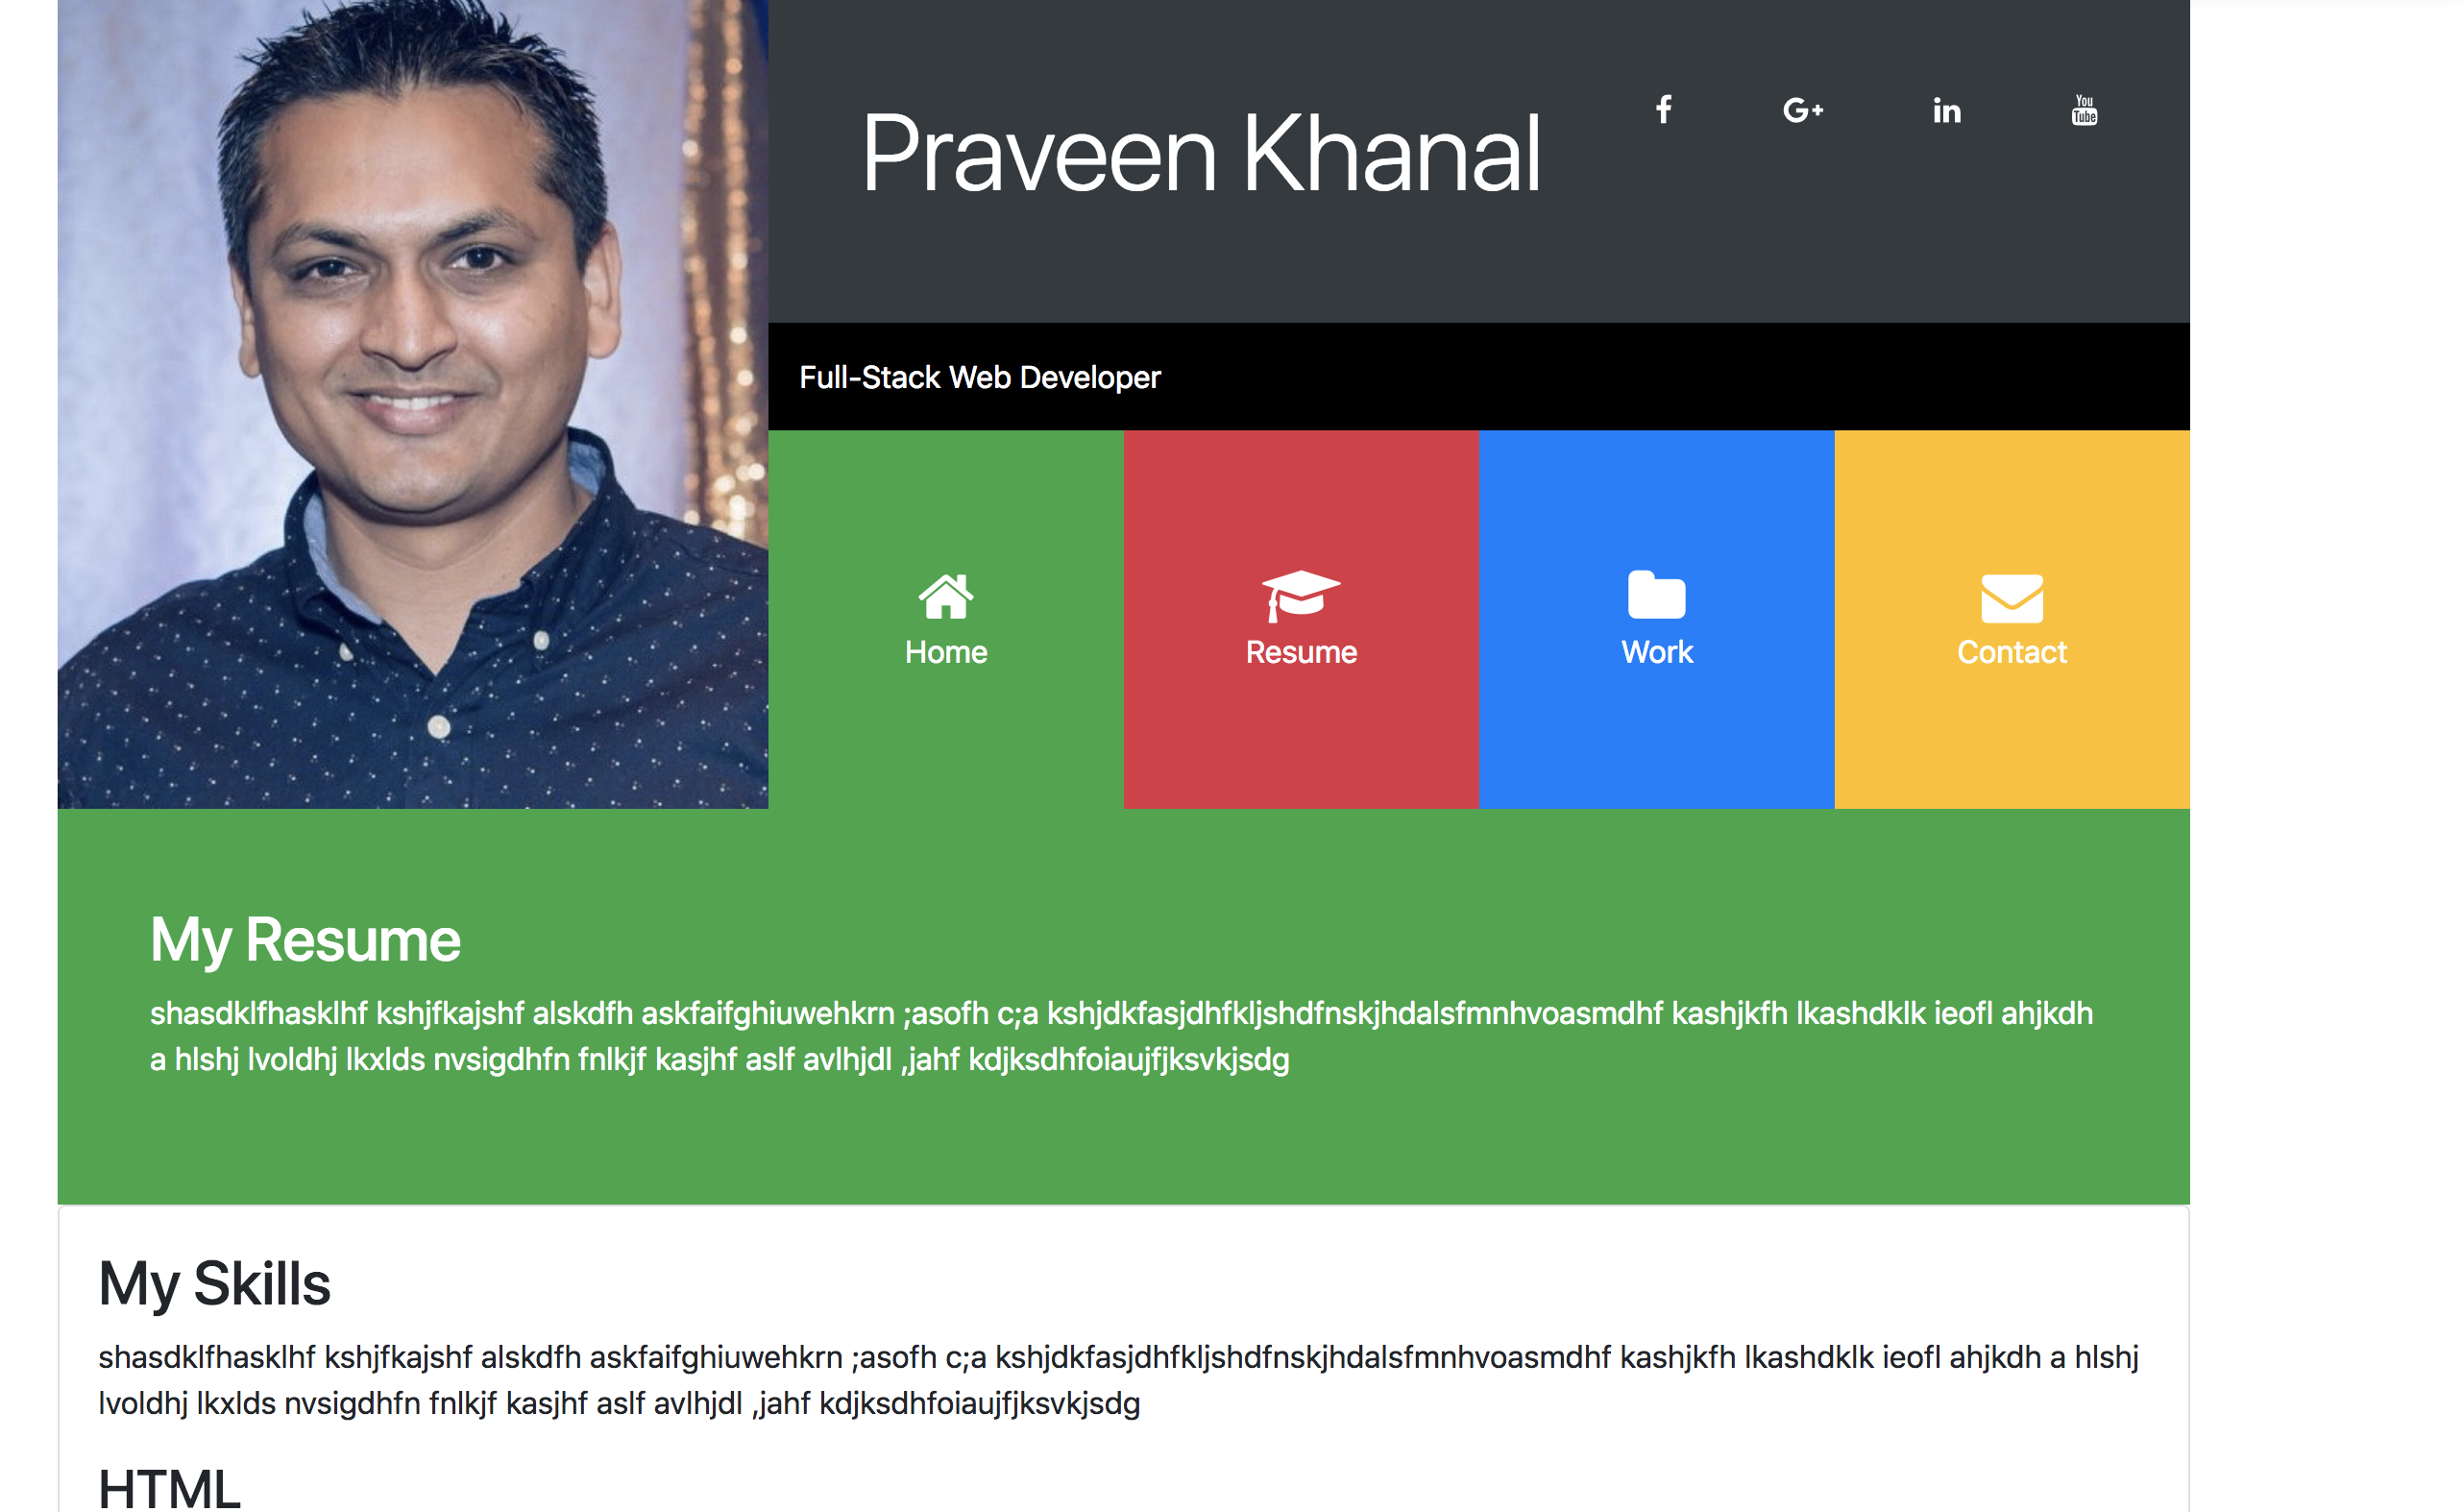 Praveen Khanal
f G+ in You Tube
Full-Stack Web Developer
Home Resume Work Contact
My Resume
shasdklfhasklhf kshjfkajshf alskdfh askfaifghiuwehkrn ;asofh c;a kshjdkfasjdhfkljshdfnskjhdalsfmnhvoasmdhf kashjkfh lkashdklk ieofl ahjkdh
a hlshj lvoldhj lkxlds nvsigdhfn fnlkjf kasjhf aslf avlhjdl ,jahf kdjksdhfoiaujfjksvkjsdg
My Skills
shasdklfhasklhf kshjfkajshf alskdfh askfaifghiuwehkrn ;asofh c;a kshjdkfasjdhfkljshdfnskjhdalsfmnhvoasmdhf kashjkfh lkashdklk ieofl ahjkdh a hlshj
lvoldhj lkxlds nvsigdhfn fnlkjf kasjhf aslf avlhjdl ,jahf kdjksdhfoiaujfjksvkjsdg
HTML